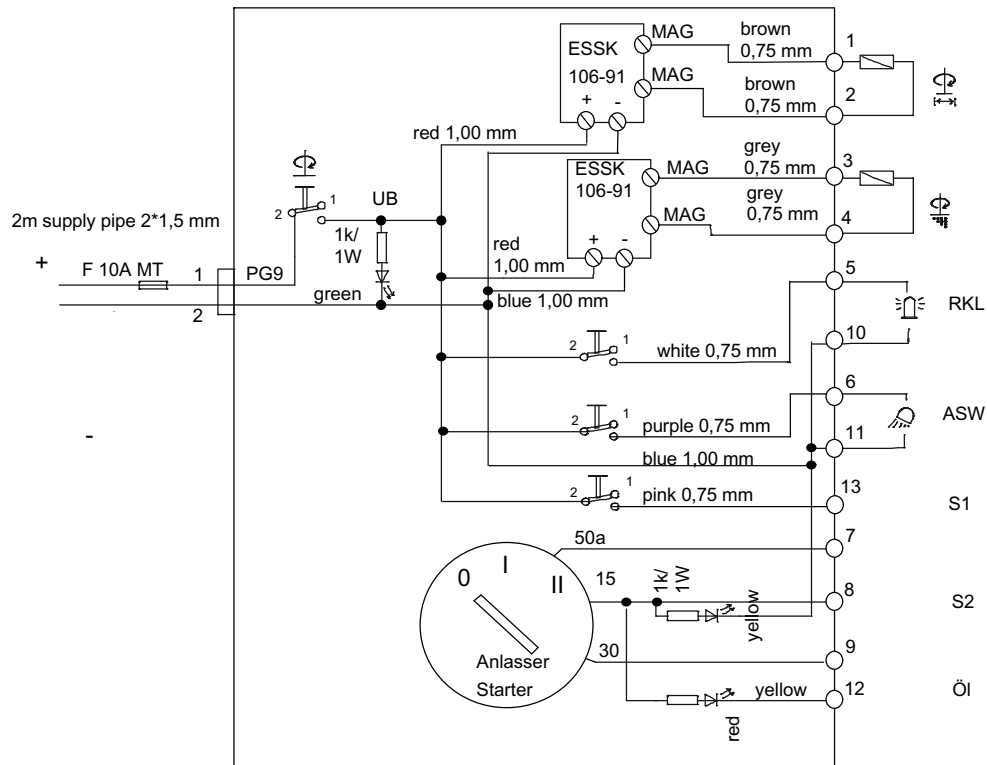 ESSK
106-91
+ -
MAG
MAG
brown
0,75 mm
brown
0,75 mm
1
2
red 1,00 mm
ESSK
106-91
+ -
MAG
MAG
grey
0,75 mm
grey
0,75 mm
3
4
2m supply pipe 2*1,5 mm
+
F 10A MT
1
2
PG9
2
1
UB
1k/
1W
green
red
1,00 mm
blue 1,00 mm
5
RKL
10
2
1
white 0,75 mm
6
ASW
11
2
1
purple 0,75 mm
-
blue 1,00 mm
2
1
pink 0,75 mm
13
S1
50a
7
0
I
II
15
1k/
1W
yellow
8
S2
30
9
Anlasser
Starter
yellow
red
12
Öl